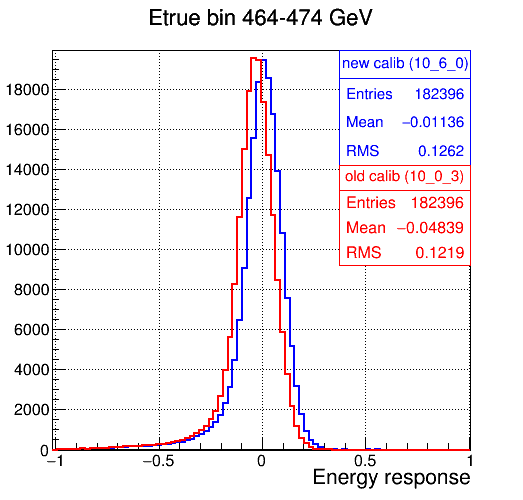 Etrue bin 464-474 GeV
new calib (10_6_0)
Entries 182396
Mean −0.01136
RMS 0.1262
old calib (10_0_3)
Entries 182396
Mean −0.04839
RMS 0.1219
18000
16000
14000
12000
10000
8000
6000
4000
2000
0
−1 −0.5 0 0.5 1
Energy response